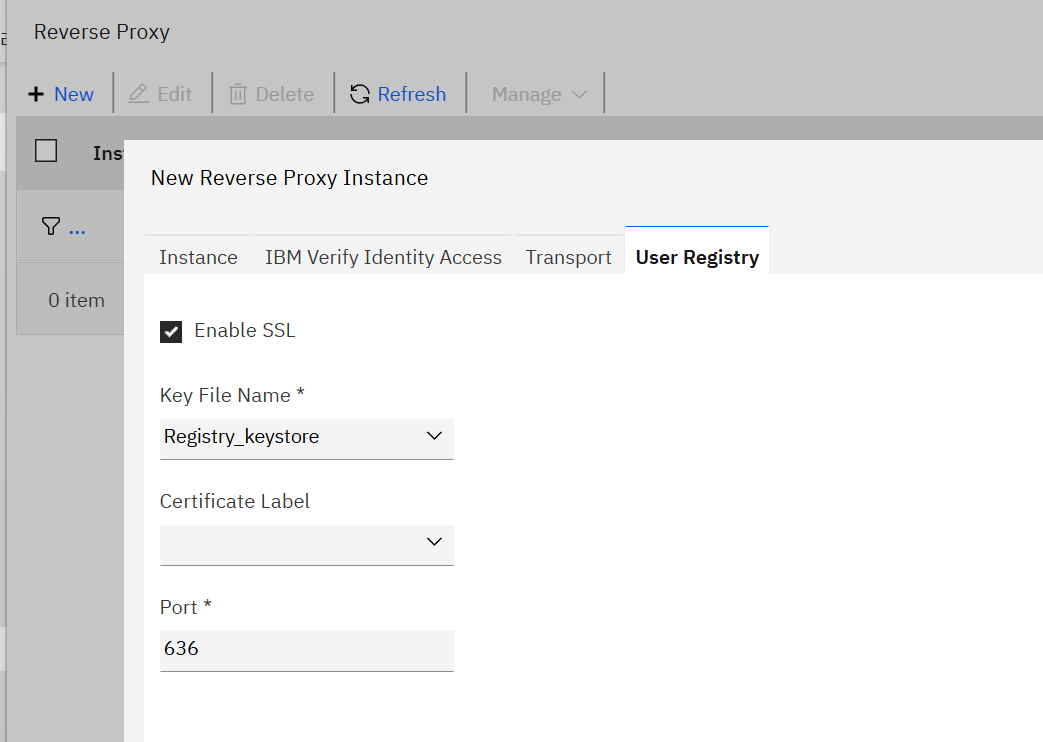 Reverse Proxy
New Edit Delete Refresh Manage
Ins
New Reverse Proxy Instance
Instance IBM Verify Identity Access Transport User Registry
...
0 item
Enable SSL
Key File Name *
Registry_keystore
Certificate Label
Port *
636